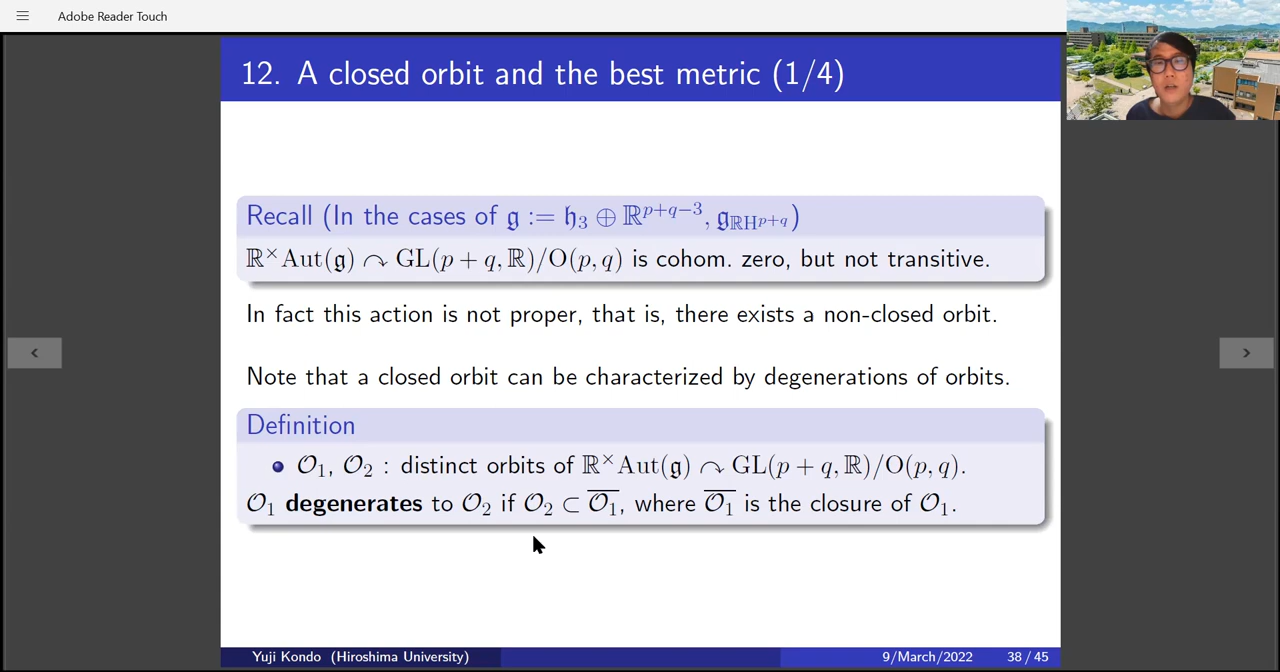 Adobe Reader Touch
12. A closed orbit and the best metric (1/4)
Recall (In the cases of 𝔤 := 𝔥₃ ⊕ ℝ^{p+q−3}, 𝔤_{ℝH^{p+q}})
ℝ^×Aut(𝔤) ↷ GL(p + q, ℝ)/O(p, q) is cohom. zero, but not transitive.
In fact this action is not proper, that is, there exists a non-closed orbit.
Note that a closed orbit can be characterized by degenerations of orbits.
Definition
• 𝒪₁, 𝒪₂ : distinct orbits of ℝ^×Aut(𝔤) ↷ GL(p + q, ℝ)/O(p, q).
𝒪₁ degenerates to 𝒪₂ if 𝒪₂ ⊂ \overline{𝒪₁}, where \overline{𝒪₁} is the closure of 𝒪₁.
Yuji Kondo (Hiroshima University) 9/March/2022 38 / 45